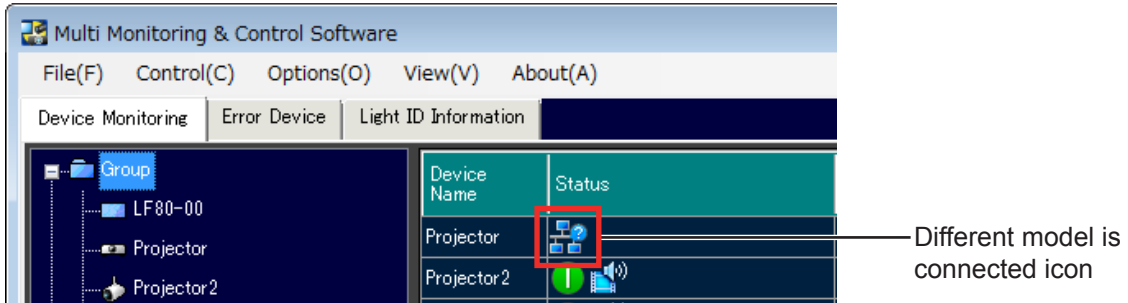 Multi Monitoring & Control Software
File(F) Control(C) Options(O) View(V) About(A)
Device Monitoring Error Device Light ID Information
Group
LF80-00
Projector
Projector2
Device
Name
Status
Projector
Projector2
Different model is
connected icon